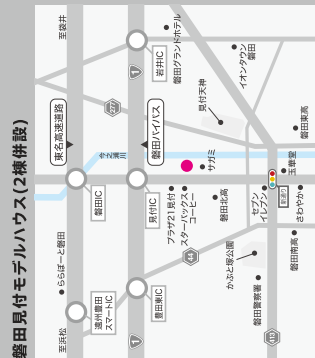 磐田見付モデルハウス(2棟併設)
至袋井
東名高速道路
今之浦川
磐田IC
ららぽーと磐田
遠州豊田
スマートIC
至浜松
磐田グランドホテル
岩井IC
1
277
磐田バイパス
見付IC
プラザ21見付
スターバックス
コーヒー
サガミ
見付天神
イオンタウン
磐田
磐田東高
玉華堂
セブン
イレブン
さわやか
磐田北高
44
かぶと塚公園
磐田南高
磐田警察署
豊田東IC
1
413